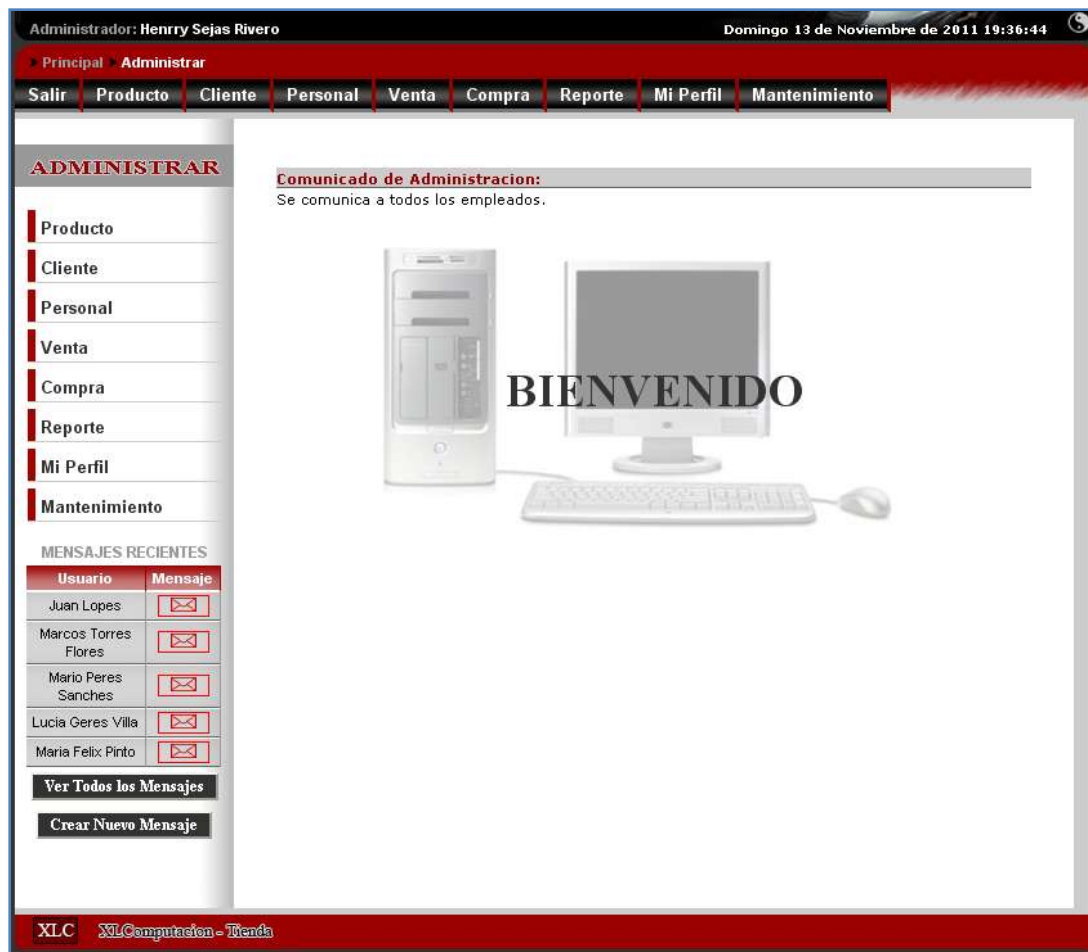 Administrador: Henrry Sejas Rivero
Domingo 13 de Noviembre de 2011 19:36:44
Principal Administrar
Salir Producto Cliente Personal Venta Compra Reporte Mi Perfil Mantenimiento
ADMINISTRAR
Producto
Cliente
Personal
Venta
Compra
Reporte
Mi Perfil
Mantenimiento
MENSAJES RECIENTES
Usuario Mensaje
Juan Lopes
Marcos Torres
Flores
Mario Peres
Sanches
Lucia Geres Villa
Maria Felix Pinto
Ver Todos los Mensajes
Crear Nuevo Mensaje
Comunicado de Administracion:
Se comunica a todos los empleados.
BIENVENIDO
XLC XLComputacion - Tienda